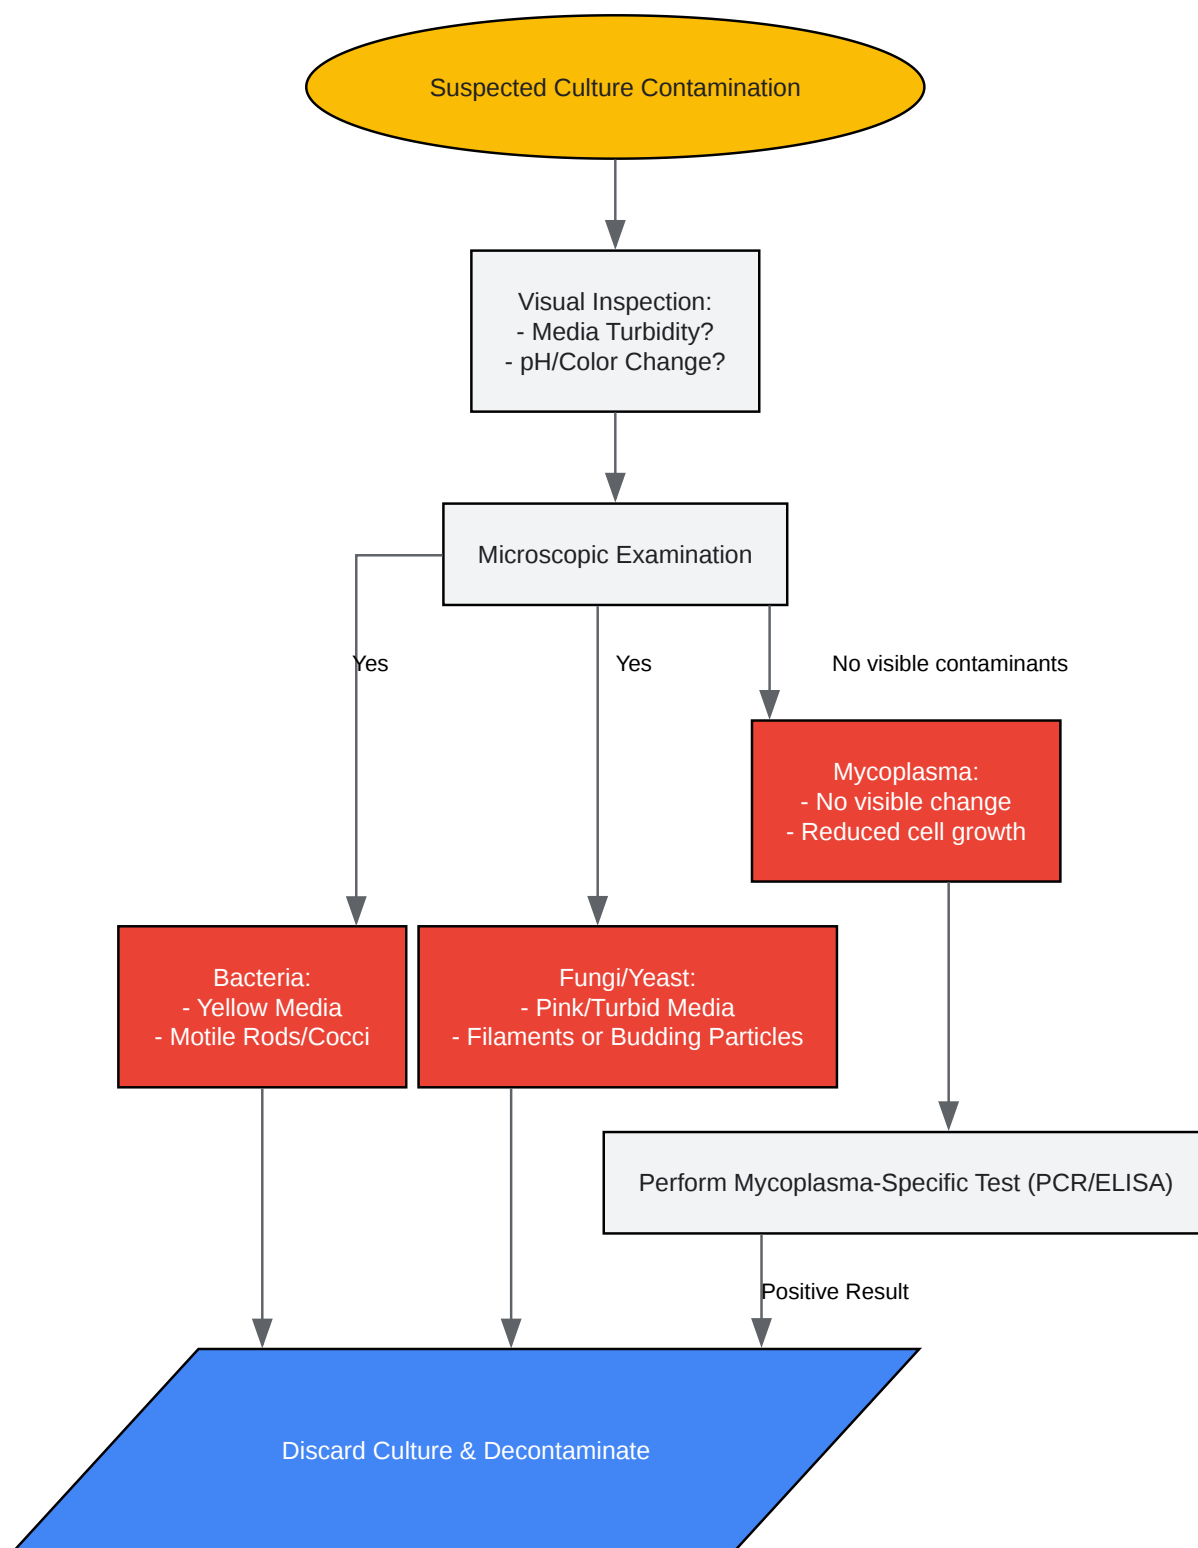 Suspected Culture Contamination
Visual Inspection:
- Media Turbidity?
- pH/Color Change?
Microscopic Examination
Yes
Yes
No visible contaminants
Mycoplasma:
- No visible change
- Reduced cell growth
Bacteria:
- Yellow Media
- Motile Rods/Cocci
Fungi/Yeast:
- Pink/Turbid Media
- Filaments or Budding Particles
Perform Mycoplasma-Specific Test (PCR/ELISA)
Positive Result
Discard Culture & Decontaminate